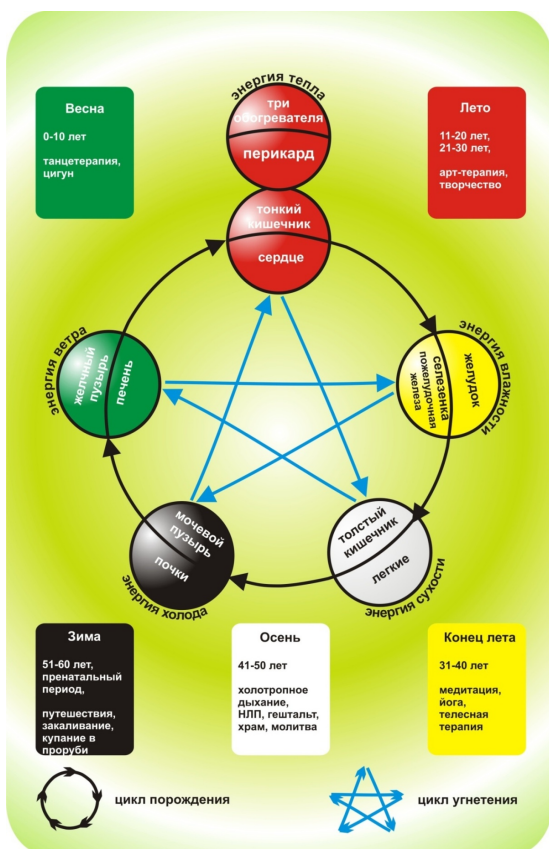 энергия тепла
три
обогревателя
перикард
Весна
0-10 лет
танцетерапия,
цигун
Лето
11-20 лет,
21-30 лет,
арт-терапия,
творчество
тонкий
кишечник
сердце
энергия ветра
желчный
пузырь
печень
энергия влажности
желудок
селезенка
пожелудочная
железа
мочевой
пузырь
почки
энергия холода
толстый
кишечник
легкие
энергия сухости
Зима
51-60 лет,
пренатальный
период,
путешествия,
закаливание,
купание в
проруби
Осень
41-50 лет
холотропное
дыхание,
НЛП, гештальт,
храм, молитва
Конец лета
31-40 лет
медитация,
йога,
телесная
терапия
цикл порождения
цикл угнетения